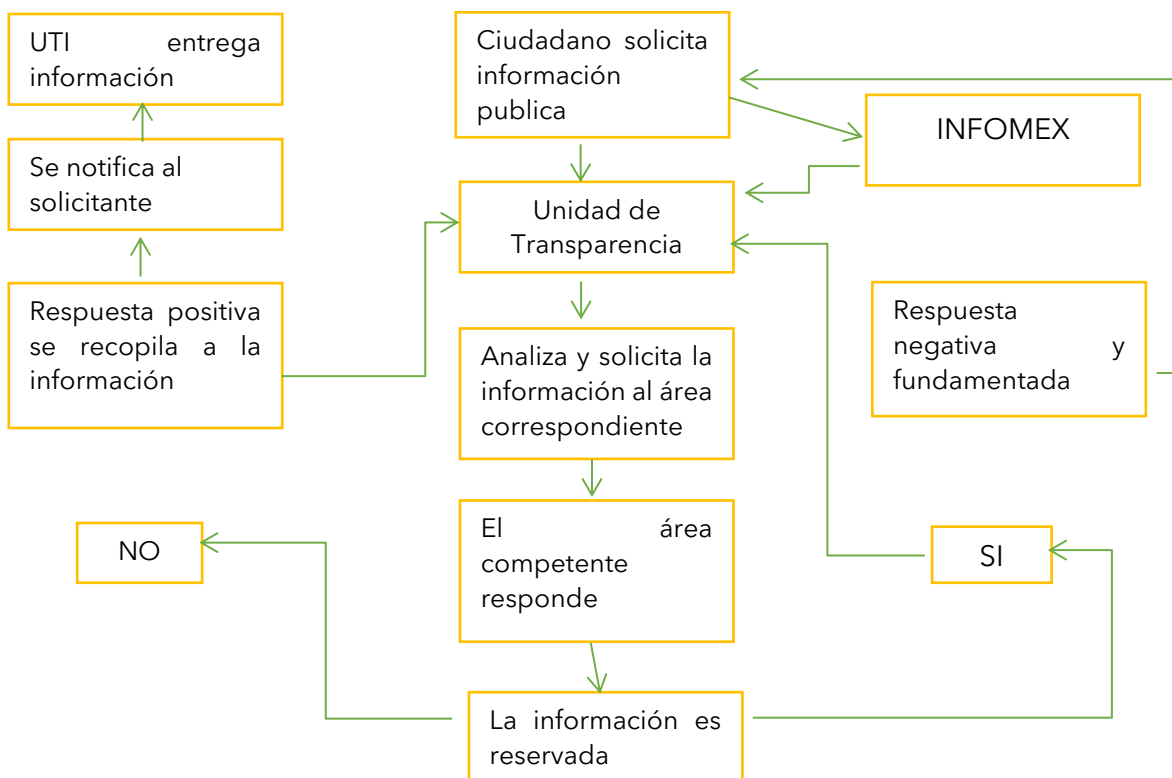 UTI entrega
información
Ciudadano solicita
información
publica
INFOMEX
Se notifica al
solicitante
Unidad de
Transparencia
Respuesta positiva
se recopila a la
información
Respuesta
negativa y
fundamentada
Analiza y solicita la
información al área
correspondiente
El área
competente
responde
NO
SI
La información es
reservada